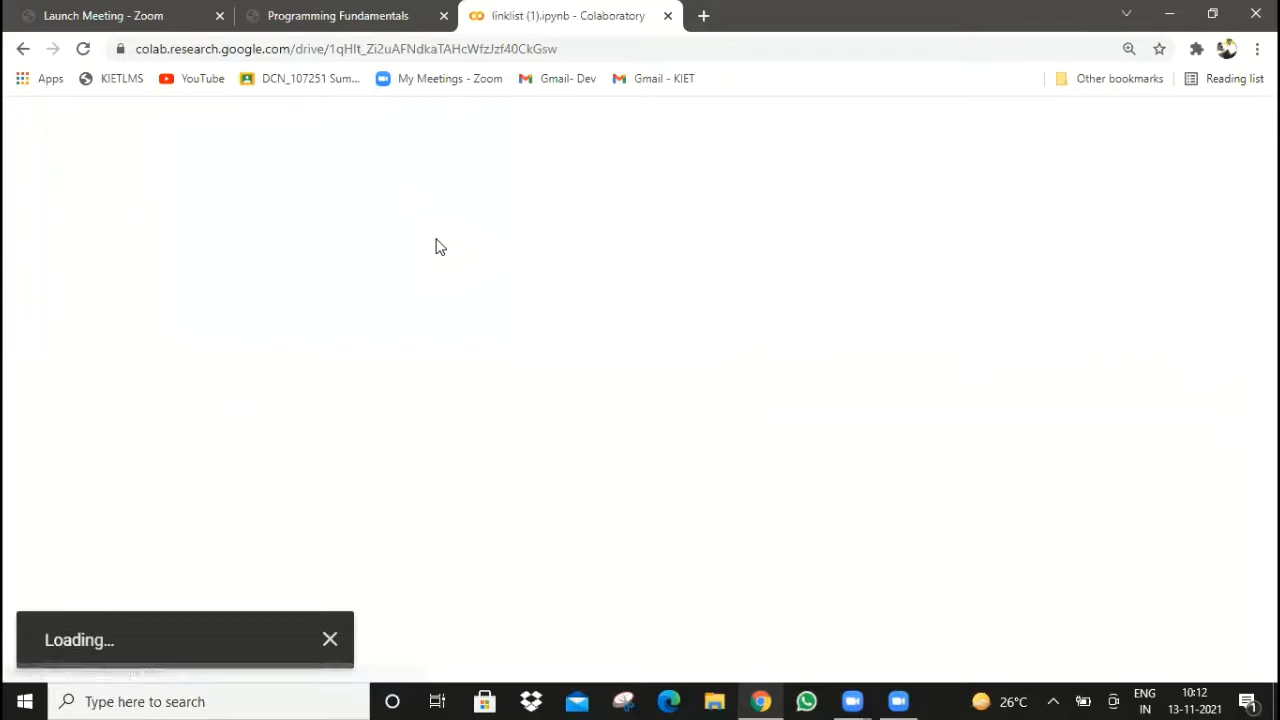 Launch Meeting - Zoom
Programming Fundamentals
linklist (1).ipynb - Colaboratory
colab.research.google.com/drive/1qHlt_Zi2uAFNdkaTAHcWfzJzf40CkGsw
Apps
KIETLMS
YouTube
DCN_107251 Sum...
My Meetings - Zoom
Gmail- Dev
Gmail - KIET
Other bookmarks
Reading list
Loading...
Type here to search
26°C
ENG
IN
10:12
13-11-2021
1